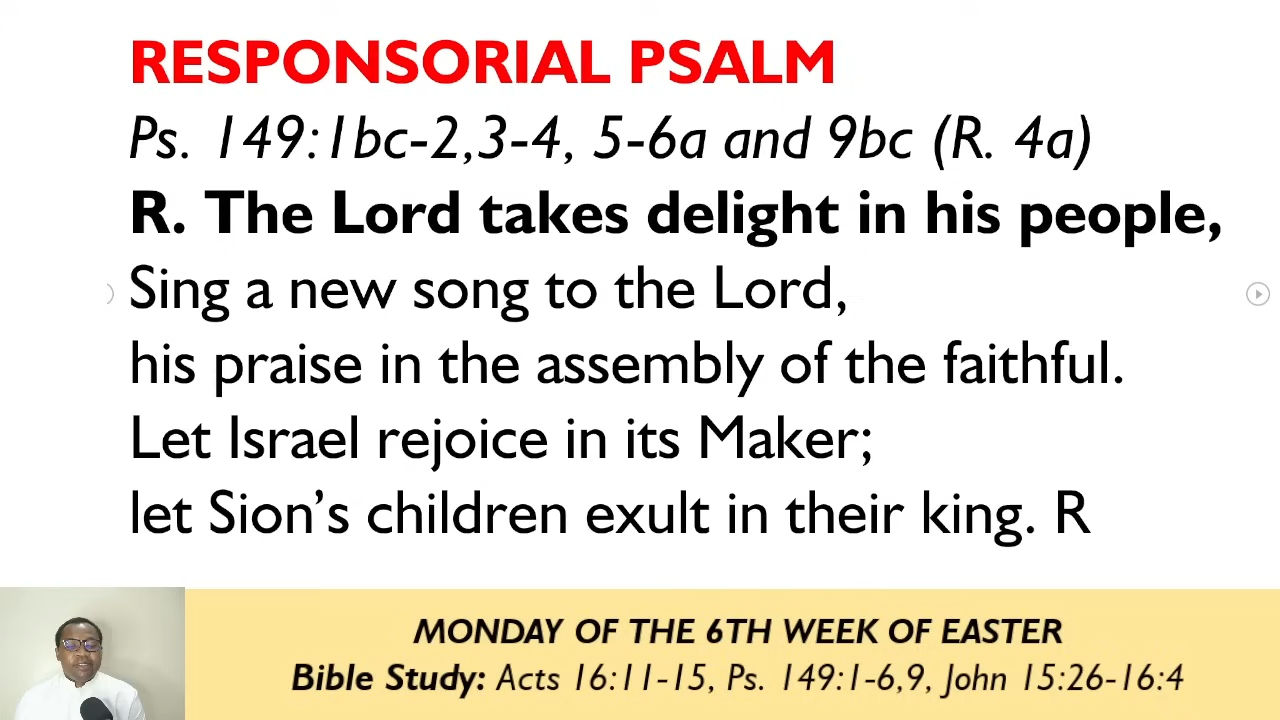 RESPONSORIAL PSALM
Ps. 149:1bc-2,3-4, 5-6a and 9bc (R. 4a)
R. The Lord takes delight in his people,
Sing a new song to the Lord,
his praise in the assembly of the faithful.
Let Israel rejoice in its Maker;
let Sion’s children exult in their king. R
MONDAY OF THE 6TH WEEK OF EASTER
Bible Study: Acts 16:11-15, Ps. 149:1-6,9, John 15:26-16:4